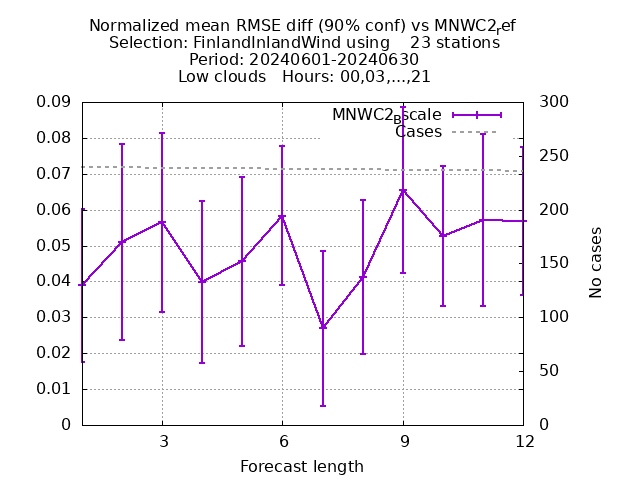 Normalized mean RMSE diff (90% conf) vs MNWC2ref
Selection: FinlandInlandWind using    23 stations
Period: 20240601-20240630
Low clouds   Hours: 00,03,...,21
MNWC2Bscale
Cases
0.09
0.08
0.07
0.06
0.05
0.04
0.03
0.02
0.01
0
300
250
200
150
100
50
0
No cases
3 6 9 12
Forecast length